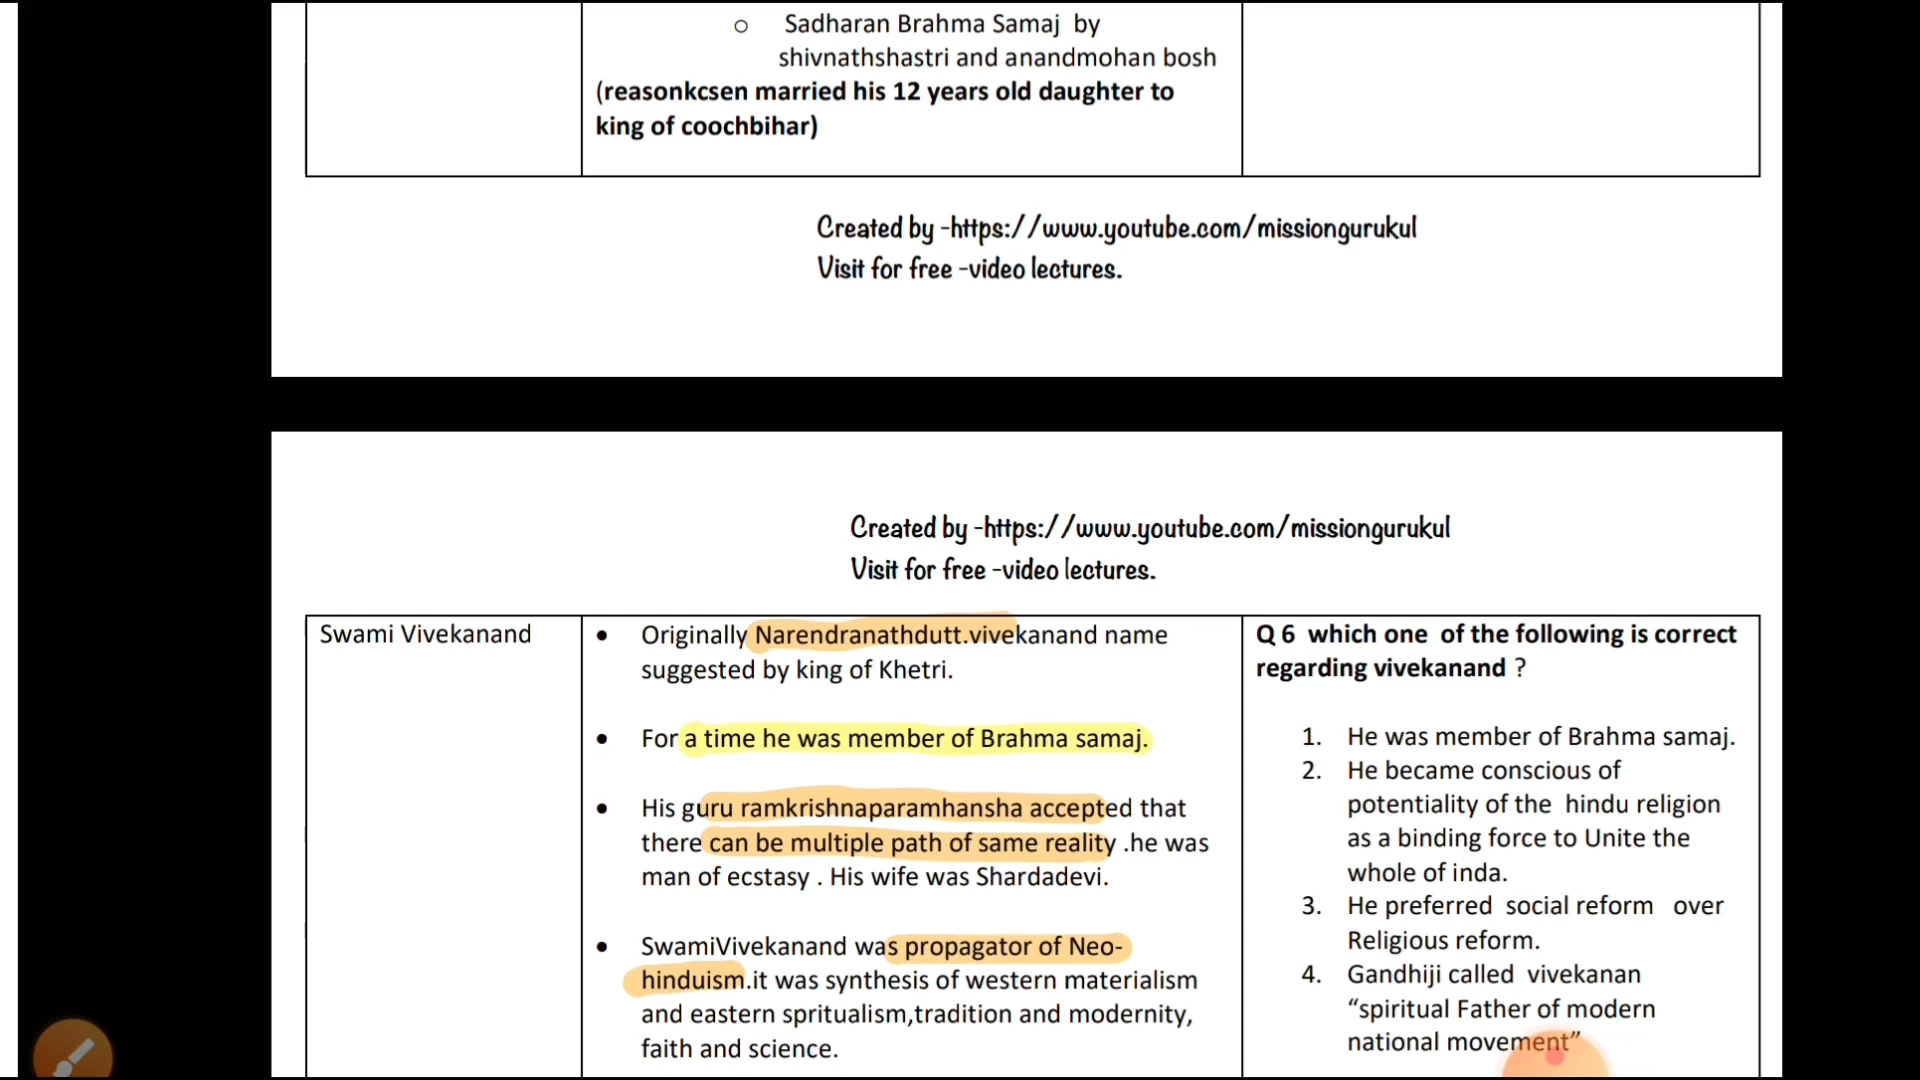 o Sadharan Brahma Samaj by
shivnathshastri and anandmohan bosh
(reasonkcsen married his 12 years old daughter to
king of coochbihar)
Created by -https://www.youtube.com/missiongurukul
Visit for free -video lectures.
Created by -https://www.youtube.com/missiongurukul
Visit for free -video lectures.
Swami Vivekanand
• Originally Narendranathdutt.vivekanand name
suggested by king of Khetri.
• For a time he was member of Brahma samaj.
• His guru ramkrishnaparamhansha accepted that
there can be multiple path of same reality .he was
man of ecstasy . His wife was Shardadevi.
• SwamiVivekanand was propagator of Neo-
hinduism.it was synthesis of western materialism
and eastern spritualism,tradition and modernity,
faith and science.
Q 6 which one of the following is correct
regarding vivekanand ?
1. He was member of Brahma samaj.
2. He became conscious of
potentiality of the hindu religion
as a binding force to Unite the
whole of inda.
3. He preferred social reform over
Religious reform.
4. Gandhiji called vivekanan
“spiritual Father of modern
national movement”